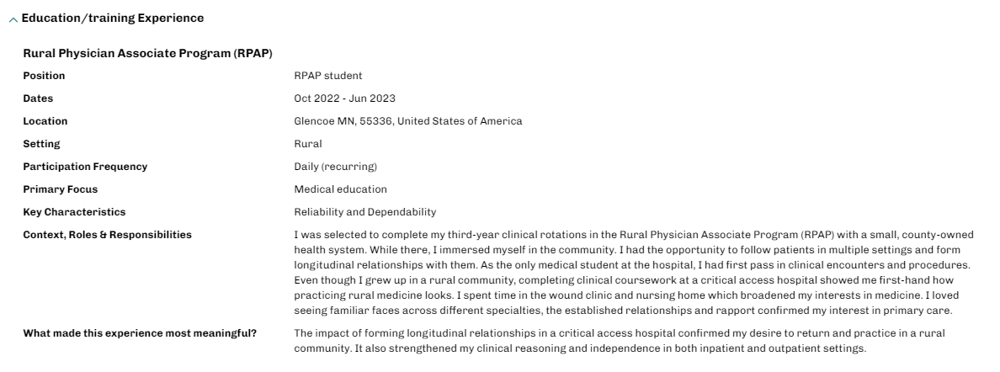 Education/training Experience
Rural Physician Associate Program (RPAP)
Position RPAP student
Dates Oct 2022 - Jun 2023
Location Glencoe MN, 55336, United States of America
Setting Rural
Participation Frequency Daily (recurring)
Primary Focus Medical education
Key Characteristics Reliability and Dependability
Context, Roles & Responsibilities I was selected to complete my third-year clinical rotations in the Rural Physician Associate Program (RPAP) with a small, county-owned
health system. While there, I immersed myself in the community. I had the opportunity to follow patients in multiple settings and form
longitudinal relationships with them. As the only medical student at the hospital, I had first pass in clinical encounters and procedures.
Even though I grew up in a rural community, completing clinical coursework at a critical access hospital showed me first-hand how
practicing rural medicine looks. I spent time in the wound clinic and nursing home which broadened my interests in medicine. I loved
seeing familiar faces across different specialties, the established relationships and rapport confirmed my interest in primary care.
What made this experience most meaningful? The impact of forming longitudinal relationships in a critical access hospital confirmed my desire to return and practice in a rural
community. It also strengthened my clinical reasoning and independence in both inpatient and outpatient settings.